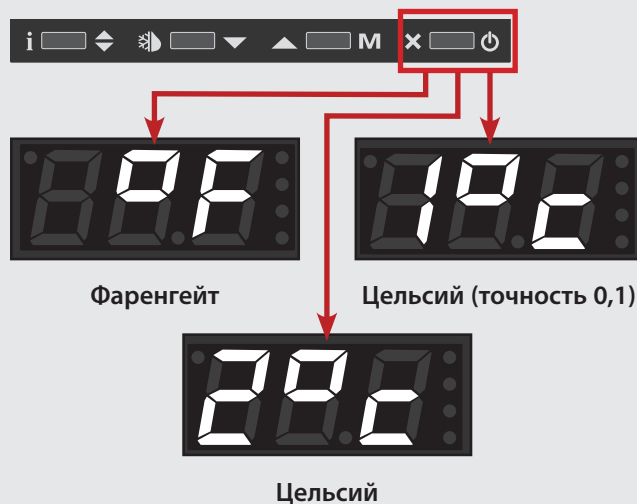 i M
°F 1°c
Фаренгейт Цельсий (точность 0,1)
2°c
Цельсий